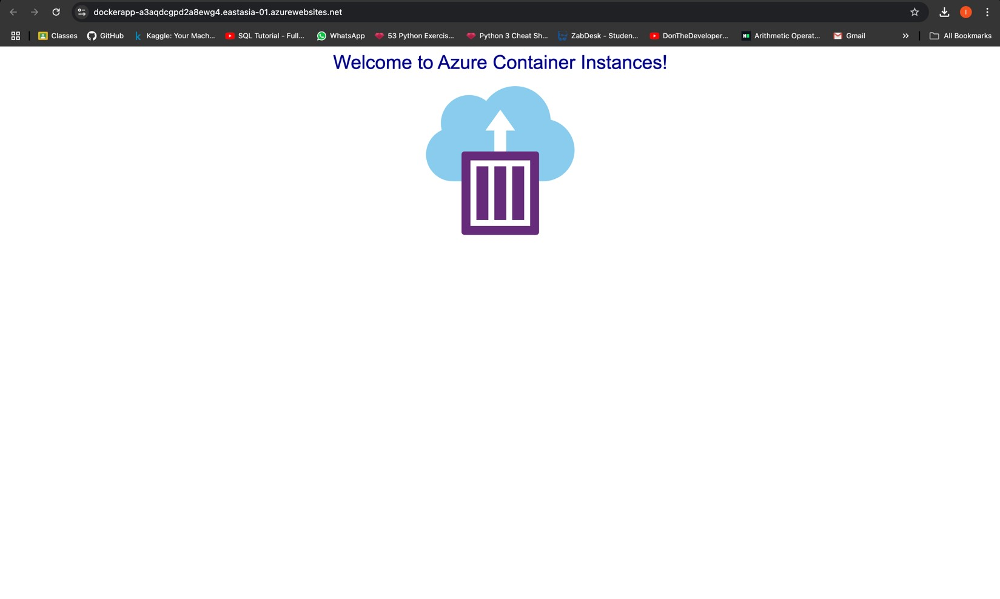 dockerapp-a3aqdcgpd2a8ewg4.eastasia-01.azurewebsites.net
I
Classes
GitHub
k
Kaggle: Your Mach...
SQL Tutorial - Full...
WhatsApp
53 Python Exercis...
Python 3 Cheat Sh...
ZabDesk - Studen...
DonTheDeveloper...
H
Arithmetic Operat...
Gmail
All Bookmarks
Welcome to Azure Container Instances!